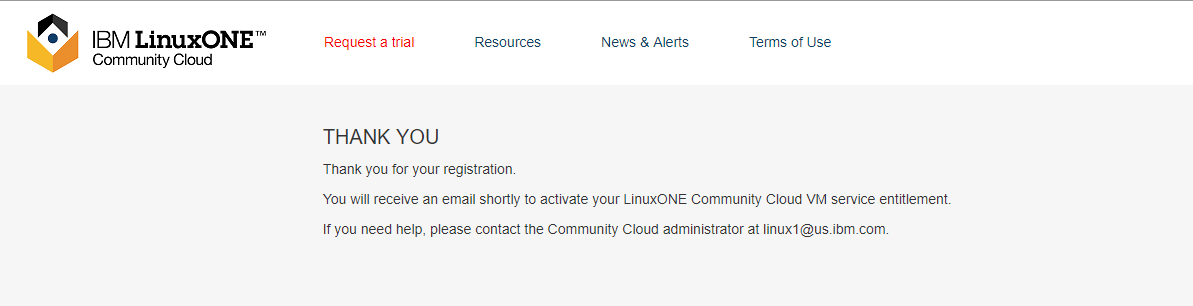 IBM LinuxONE™
Community Cloud
Request a trial
Resources
News & Alerts
Terms of Use
THANK YOU
Thank you for your registration.
You will receive an email shortly to activate your LinuxONE Community Cloud VM service entitlement.
If you need help, please contact the Community Cloud administrator at linux1@us.ibm.com.